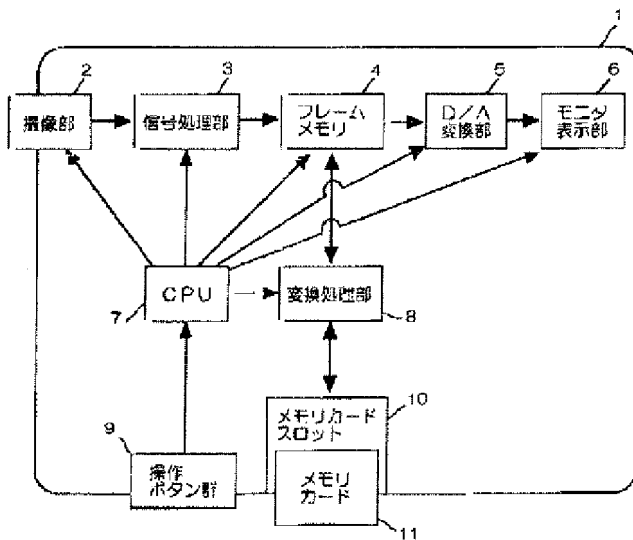 1
2
3
4
5
6
撮像部
信号処理部
フレーム
メモリ
D/A
変換部
モニタ
表示部
CPU
7
変換処理部
8
9
操作
ボタン群
メモリカード
スロット
10
メモリ
カード
11